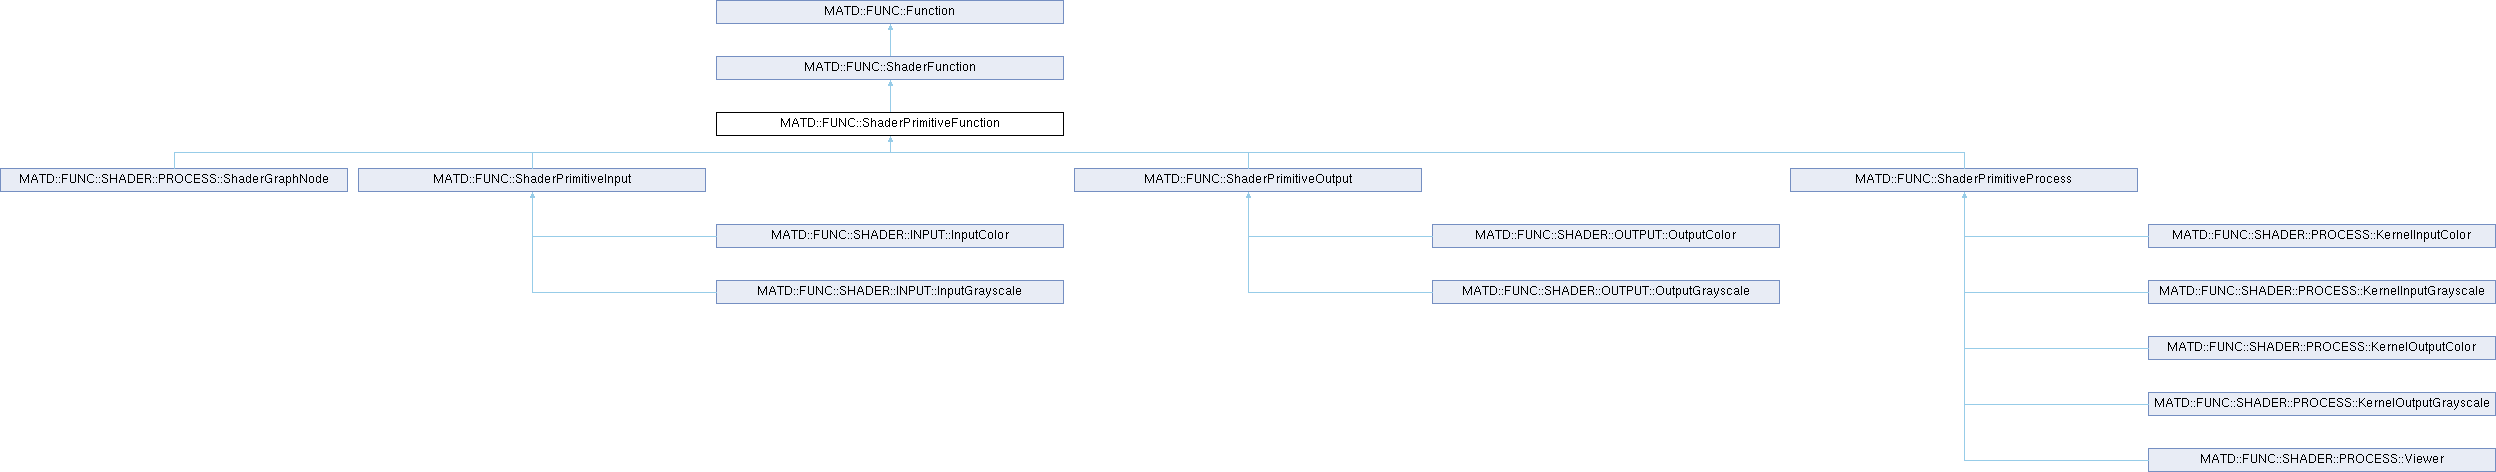 MATD::FUNC::Function
MATD::FUNC::ShaderFunction
MATD::FUNC::ShaderPrimitiveFunction
MATD::FUNC::SHADER::PROCESS::ShaderGraphNode
MATD::FUNC::ShaderPrimitiveInput
MATD::FUNC::ShaderPrimitiveOutput
MATD::FUNC::ShaderPrimitiveProcess
MATD::FUNC::SHADER::INPUT::InputColor
MATD::FUNC::SHADER::OUTPUT::OutputColor
MATD::FUNC::SHADER::PROCESS::KernelInputColor
MATD::FUNC::SHADER::INPUT::InputGrayscale
MATD::FUNC::SHADER::OUTPUT::OutputGrayscale
MATD::FUNC::SHADER::PROCESS::KernelInputGrayscale
MATD::FUNC::SHADER::PROCESS::KernelOutputColor
MATD::FUNC::SHADER::PROCESS::KernelOutputGrayscale
MATD::FUNC::SHADER::PROCESS::Viewer